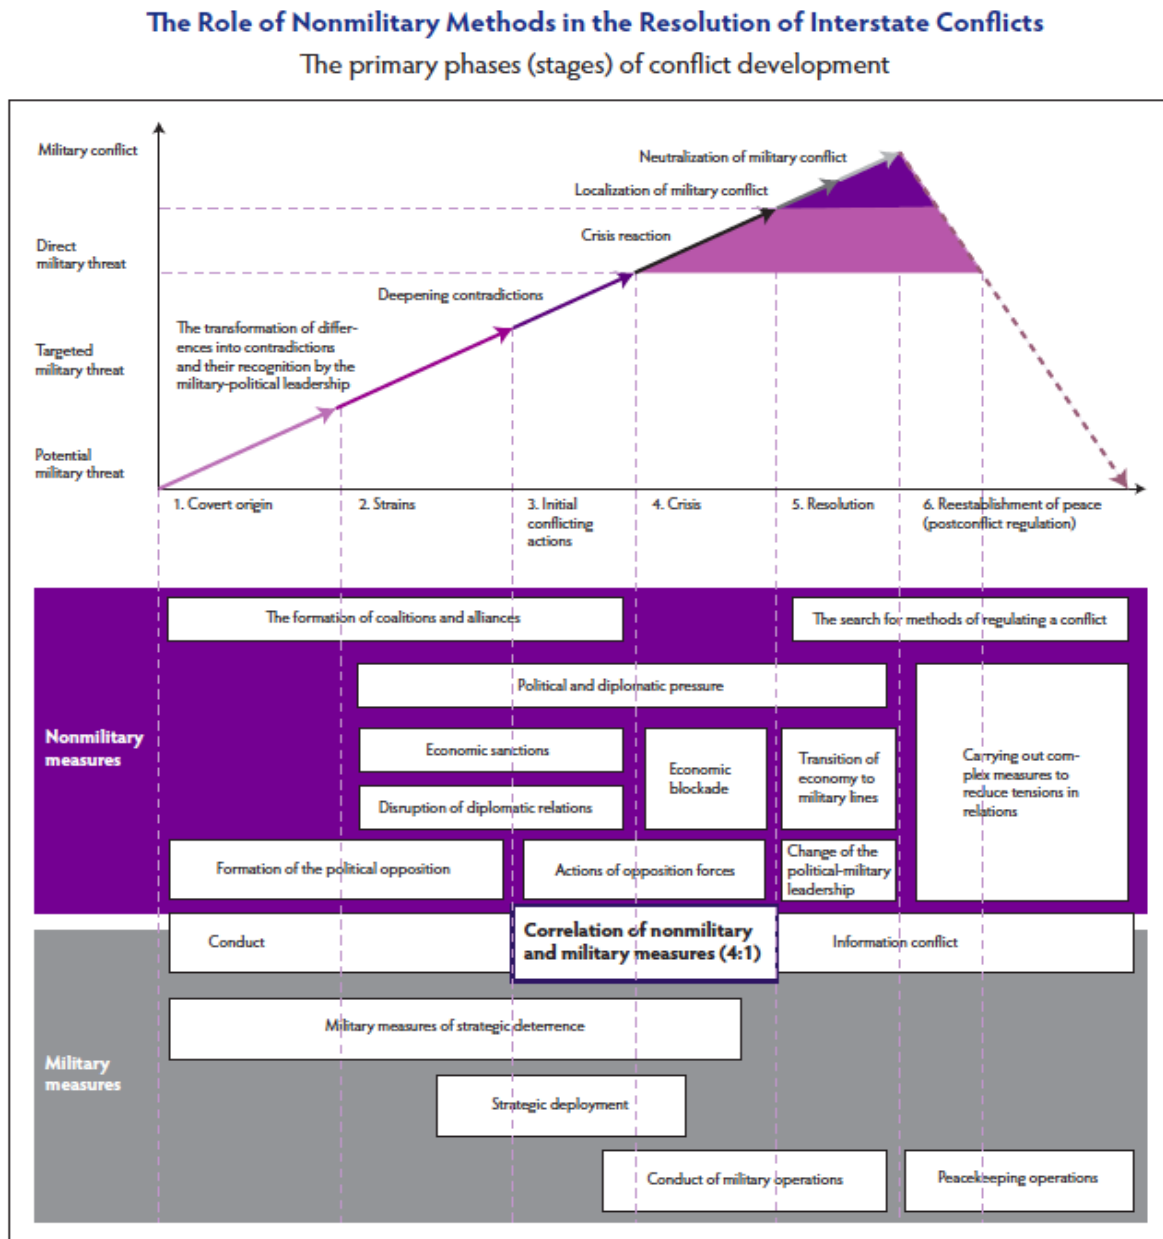 The Role of Nonmilitary Methods in the Resolution of Interstate Conflicts
The primary phases (stages) of conflict development
Military conflict
Neutralization of military conflict
Localization of military conflict
Crisis reaction
Direct
military threat
Deepening contradictions
The transformation of differ-
ences into contradictions
and their recognition by the
military-political leadership
Targeted
military threat
Potential
military threat
1. Covert origin
2. Strains
3. Initial
conflicting
actions
4. Crisis
5. Resolution
6. Reestablishment of peace
(postconflict regulation)
The formation of coalitions and alliances
The search for methods of regulating a conflict
Political and diplomatic pressure
Nonmilitary
measures
Economic sanctions
Economic
blockade
Transition of
economy to
military lines
Carrying out com-
plex measures to
reduce tensions in
relations
Disruption of diplomatic relations
Formation of the political opposition
Actions of opposition forces
Change of the
political-military
leadership
Conduct
Correlation of nonmilitary
and military measures (4:1)
Information conflict
Military measures of strategic deterrence
Military
measures
Strategic deployment
Conduct of military operations
Peacekeeping operations